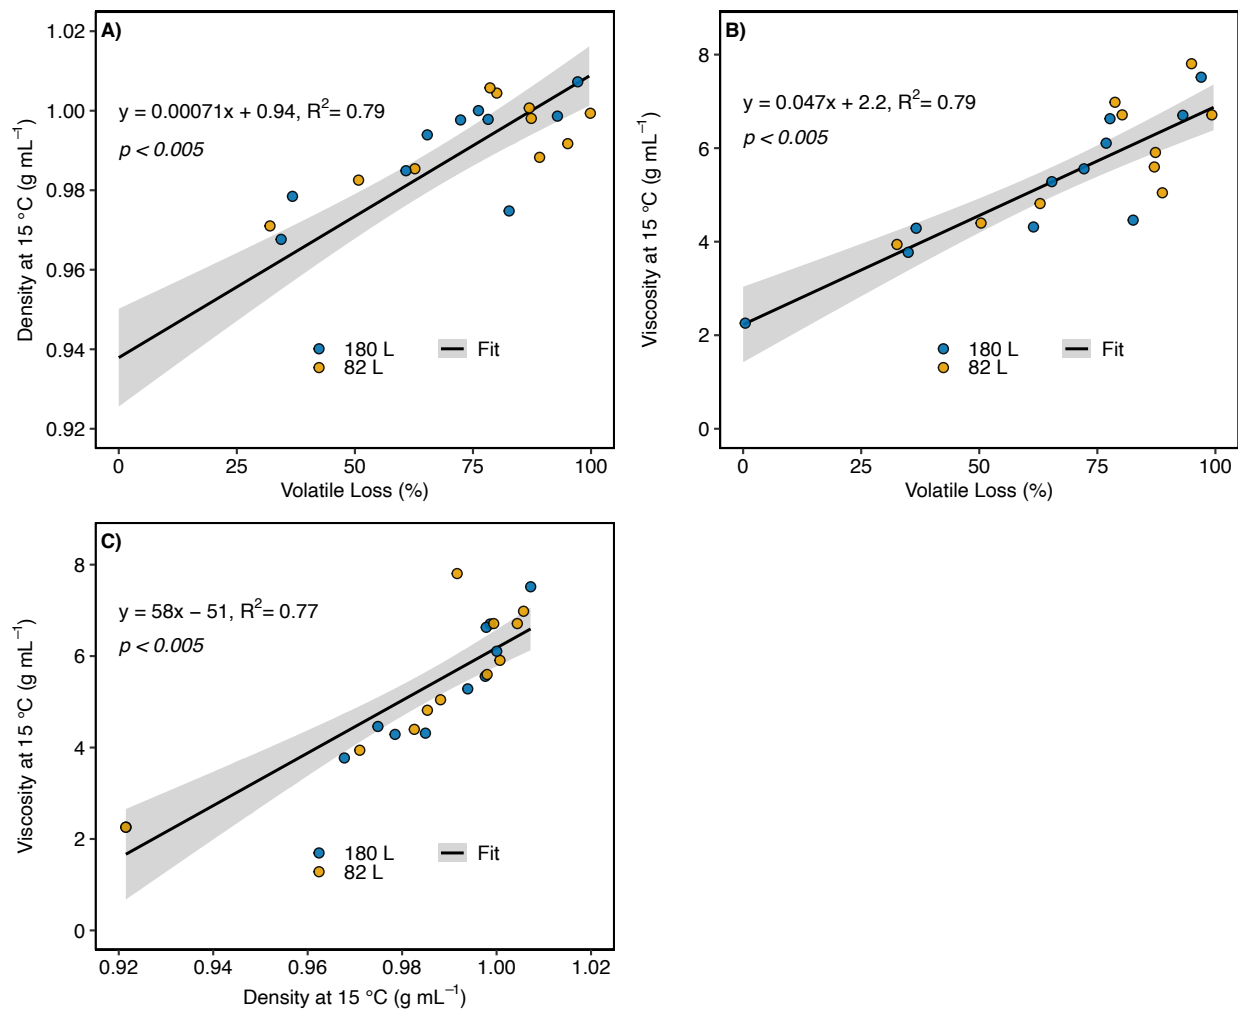 A)
y = 0.00071x + 0.94, R²= 0.79
p < 0.005
1.02
1.00
0.98
0.96
0.94
0.92
Density at 15 °C (g mL⁻¹)
180 L
82 L
Fit
0 25 50 75 100
Volatile Loss (%)
B)
y = 0.047x + 2.2, R²= 0.79
p < 0.005
8
6
4
2
0
Viscosity at 15 °C (g mL⁻¹)
180 L
82 L
Fit
0 25 50 75 100
Volatile Loss (%)
C)
y = 58x − 51, R²= 0.77
p < 0.005
8
6
4
2
0
Viscosity at 15 °C (g mL⁻¹)
180 L
82 L
Fit
0.92 0.94 0.96 0.98 1.00 1.02
Density at 15 °C (g mL⁻¹)